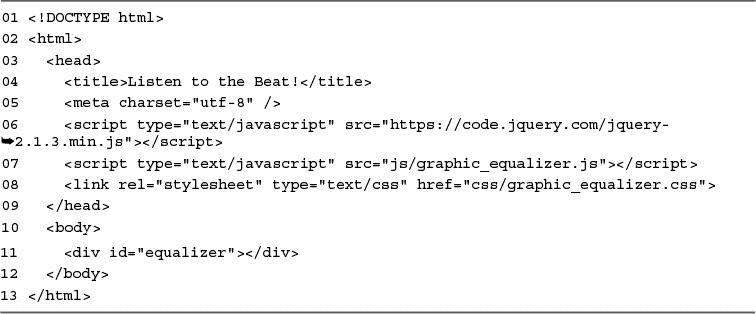 01 <!DOCTYPE html>
02 <html>
03   <head>
04     <title>Listen to the Beat!</title>
05     <meta charset="utf-8" />
06     <script type="text/javascript" src="https://code.jquery.com/jquery-
➥2.1.3.min.js"></script>
07     <script type="text/javascript" src="js/graphic_equalizer.js"></script>
08     <link rel="stylesheet" type="text/css" href="css/graphic_equalizer.css">
09   </head>
10   <body>
11     <div id="equalizer"></div>
12   </body>
13 </html>